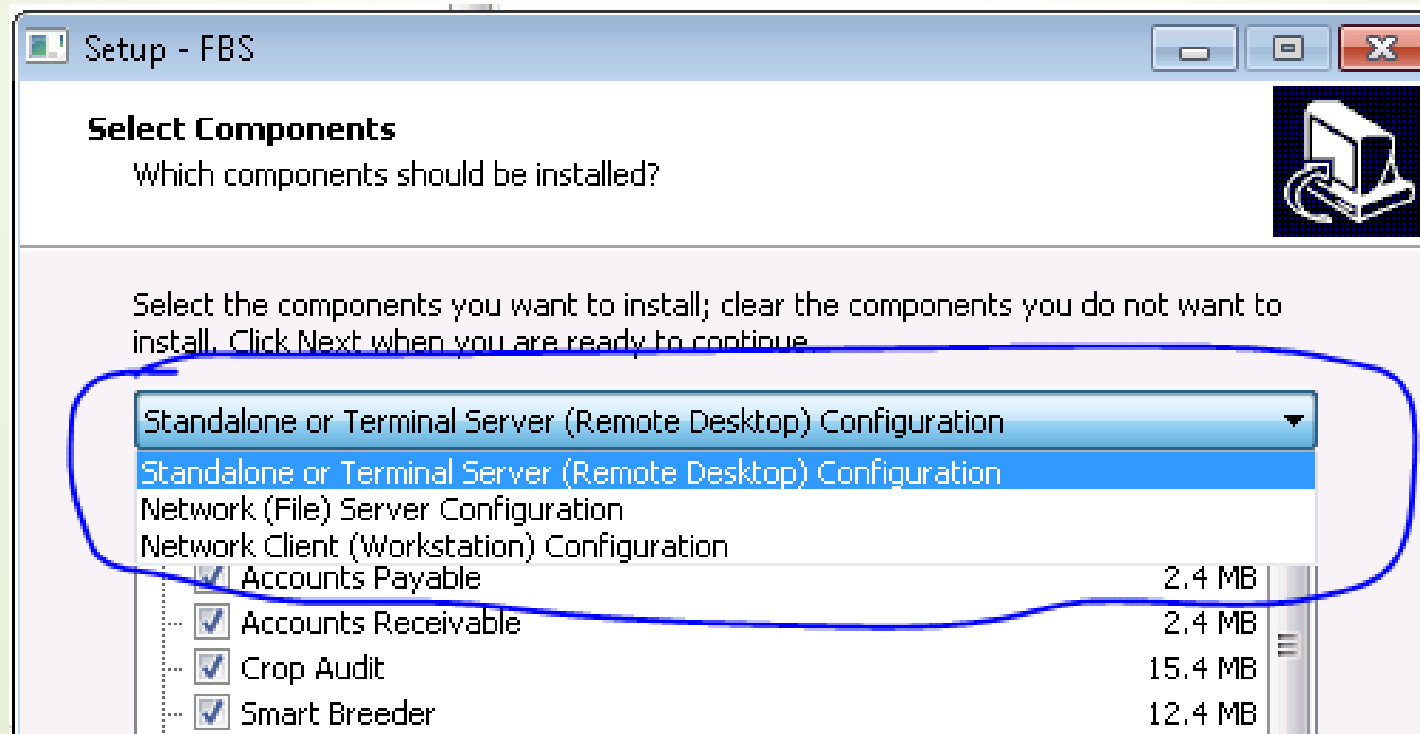 Setup - FBS
Select Components
Which components should be installed?
Select the components you want to install; clear the components you do not want to
install. Click Next when you are ready to continue.
Standalone or Terminal Server (Remote Desktop) Configuration
Standalone or Terminal Server (Remote Desktop) Configuration
Network (File) Server Configuration
Network Client (Workstation) Configuration
Accounts Payable 2.4 MB
Accounts Receivable 2.4 MB
Crop Audit 15.4 MB
Smart Breeder 12.4 MB